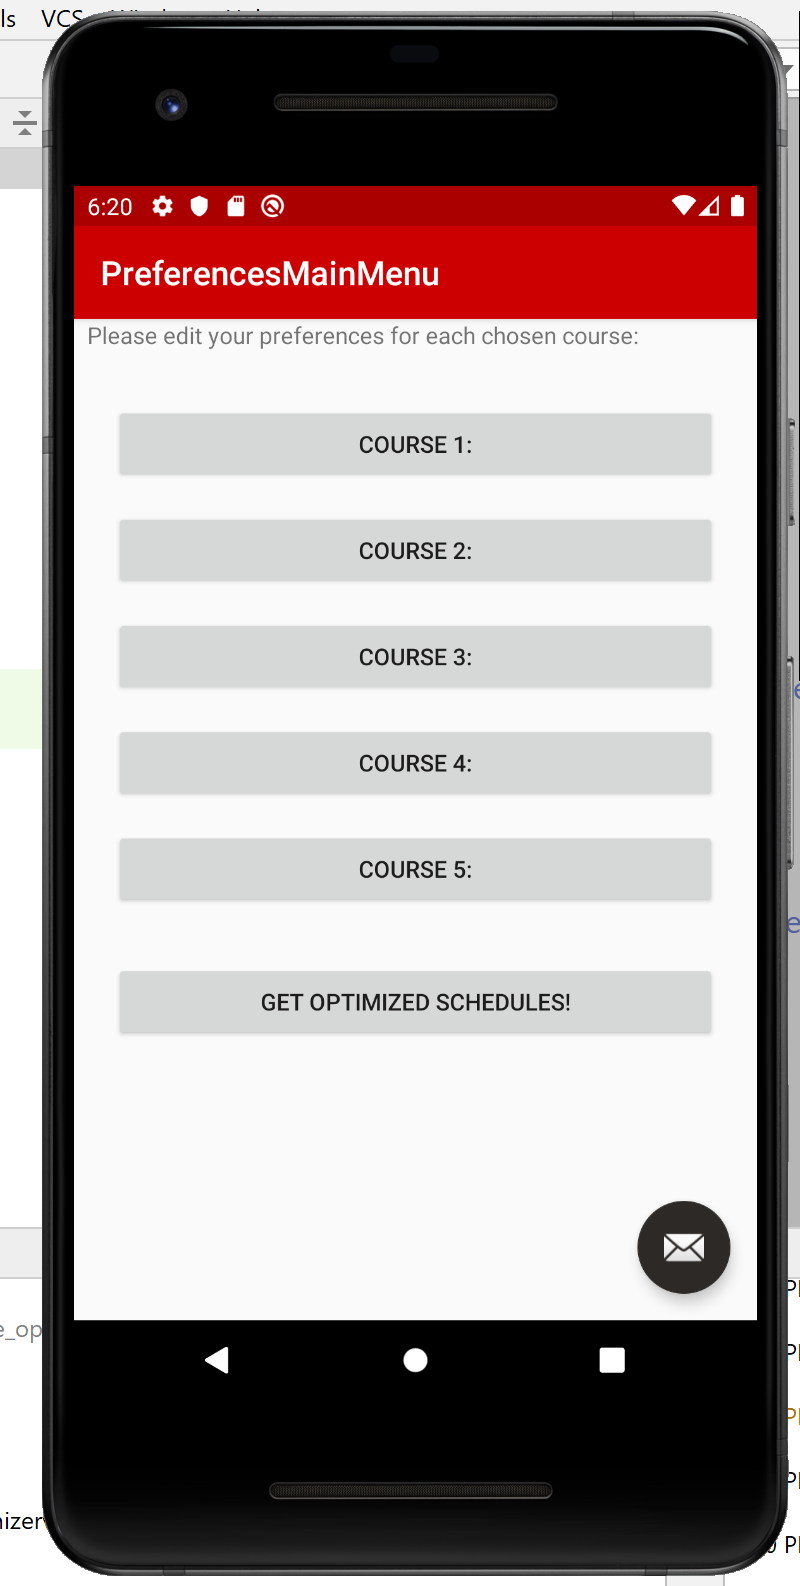 VCS
6:20
PreferencesMainMenu
Please edit your preferences for each chosen course:
COURSE 1:
COURSE 2:
COURSE 3:
COURSE 4:
COURSE 5:
GET OPTIMIZED SCHEDULES!